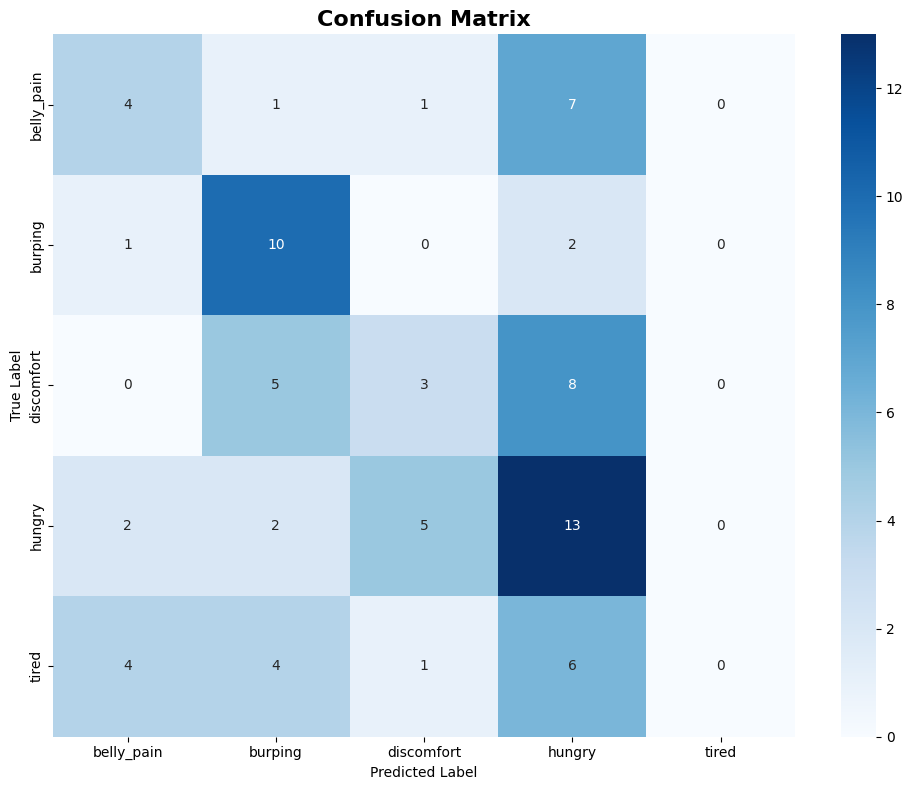 Confusion Matrix
belly_pain 4 1 1 7 0
burping 1 10 0 2 0
discomfort 0 5 3 8 0
hungry 2 2 5 13 0
tired 4 4 1 6 0
True Label
belly_pain burping discomfort hungry tired
Predicted Label
12
10
8
6
4
2
0